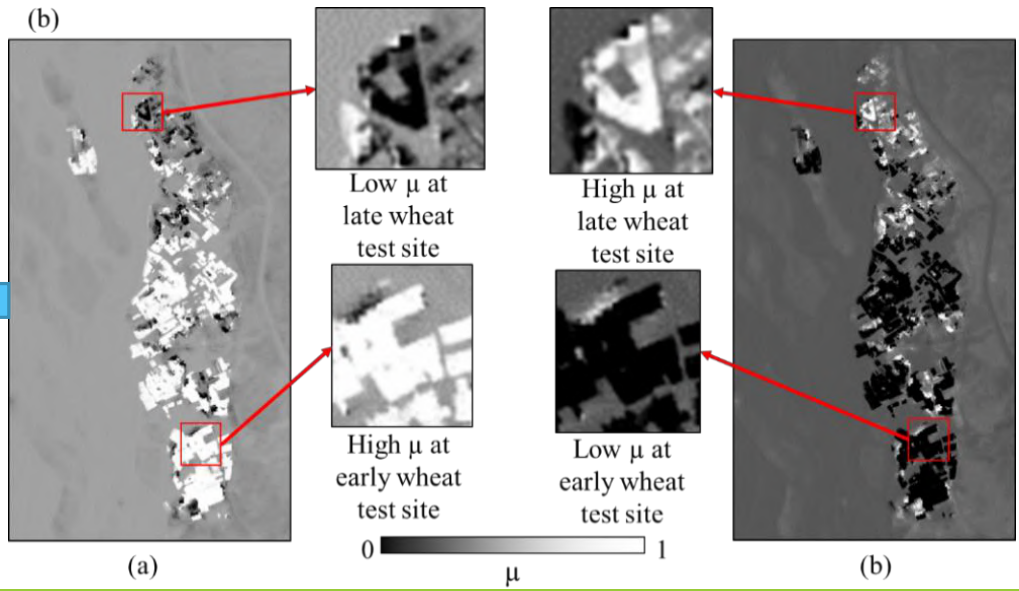 (b)
Low μ at
late wheat
test site
High μ at
late wheat
test site
High μ at
early wheat
test site
Low μ at
early wheat
test site
0 1
μ
(a)
(b)